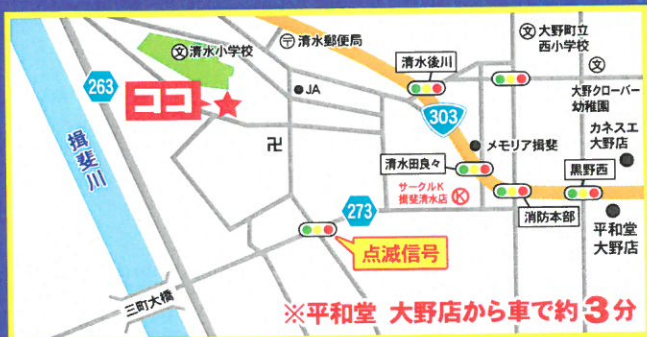 文清水小学校
〒清水郵便局
清水後川
文大野町立
西小学校
文
大野クローバー
幼稚園
263
ココ
JA
303
カネスエ
大野店
メモリア揖斐
揖斐川
卍
清水田良々
黒野西
サークルK
揖斐清水店
K
273
消防本部
平和堂
大野店
点滅信号
三町大橋
※平和堂 大野店から車で約3分